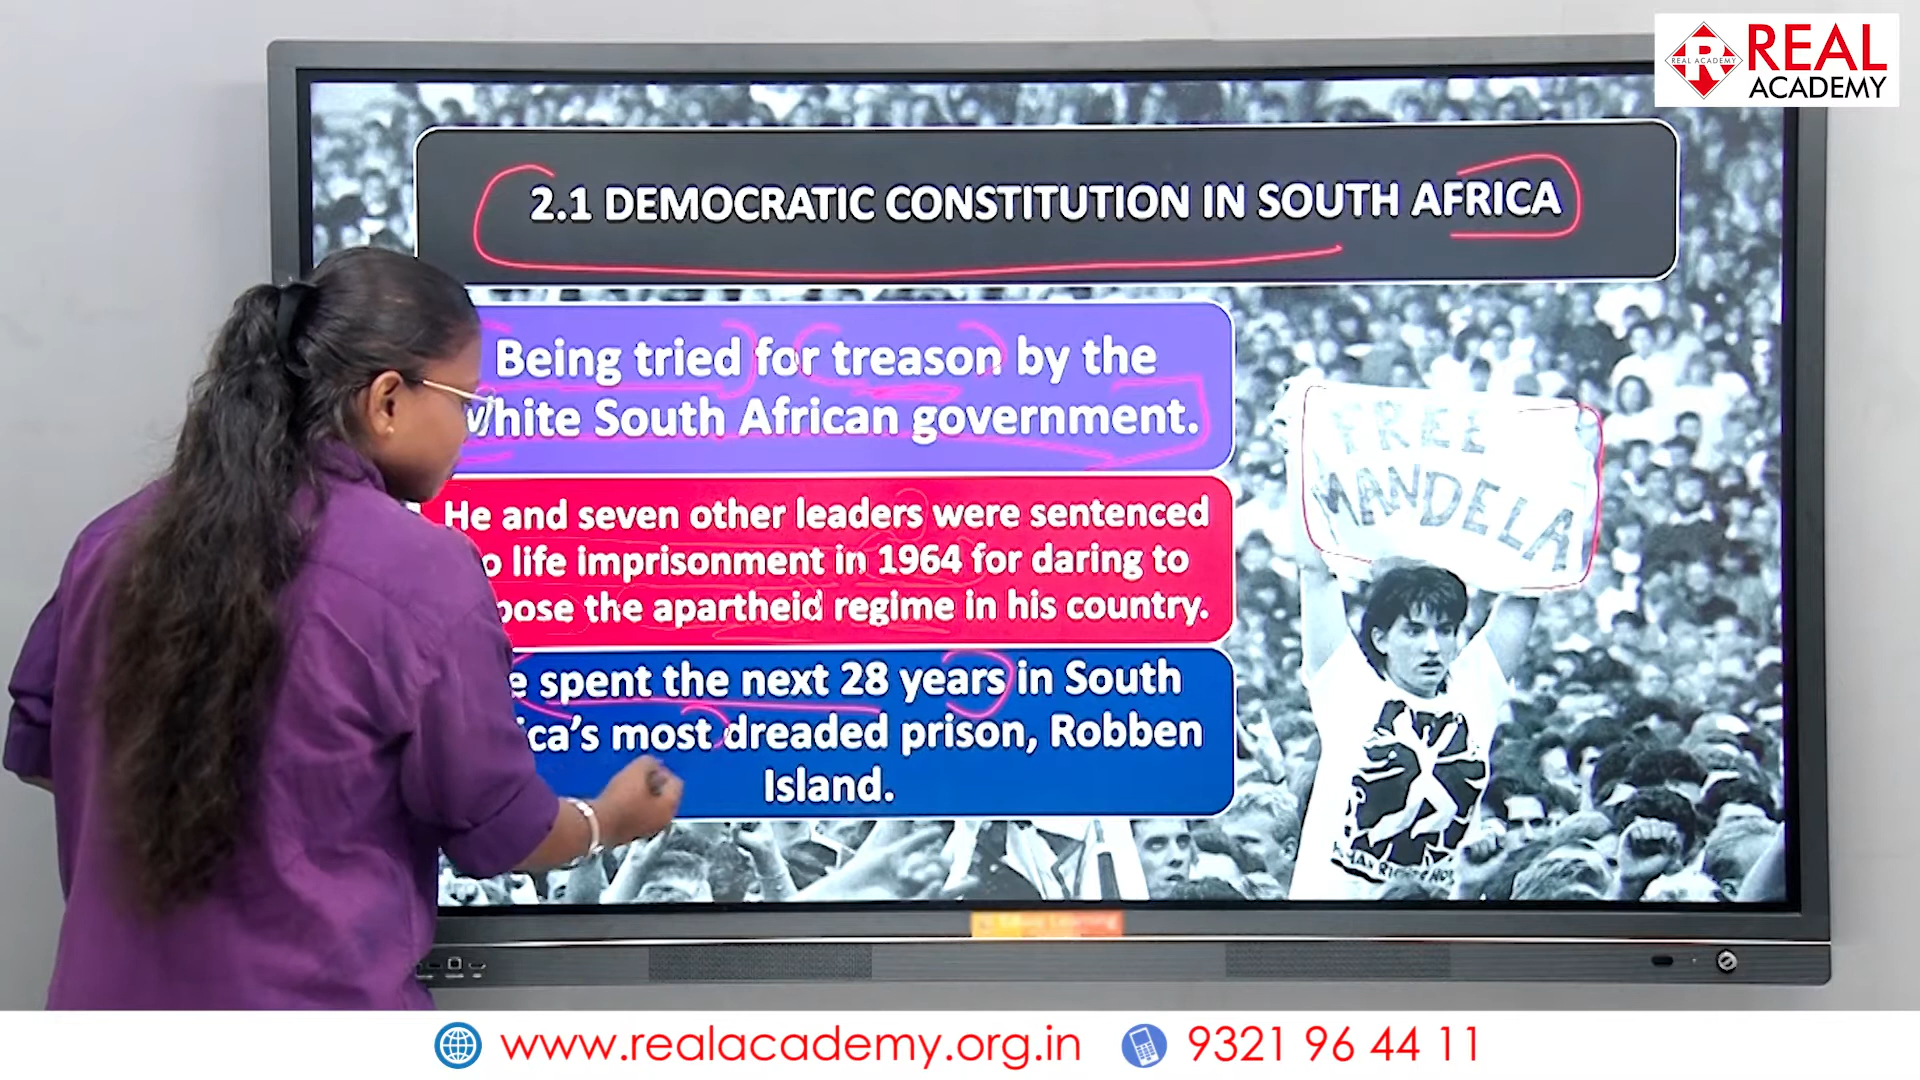 REAL
ACADEMY
REAL ACADEMY
2.1 DEMOCRATIC CONSTITUTION IN SOUTH AFRICA
Being tried for treason by the
white South African government.
FREE
MANDELA
He and seven other leaders were sentenced
o life imprisonment in 1964 for daring to
pose the apartheid regime in his country.
e spent the next 28 years in South
ica's most dreaded prison, Robben
Island.
www.realacademy.org.in
9321 96 44 11